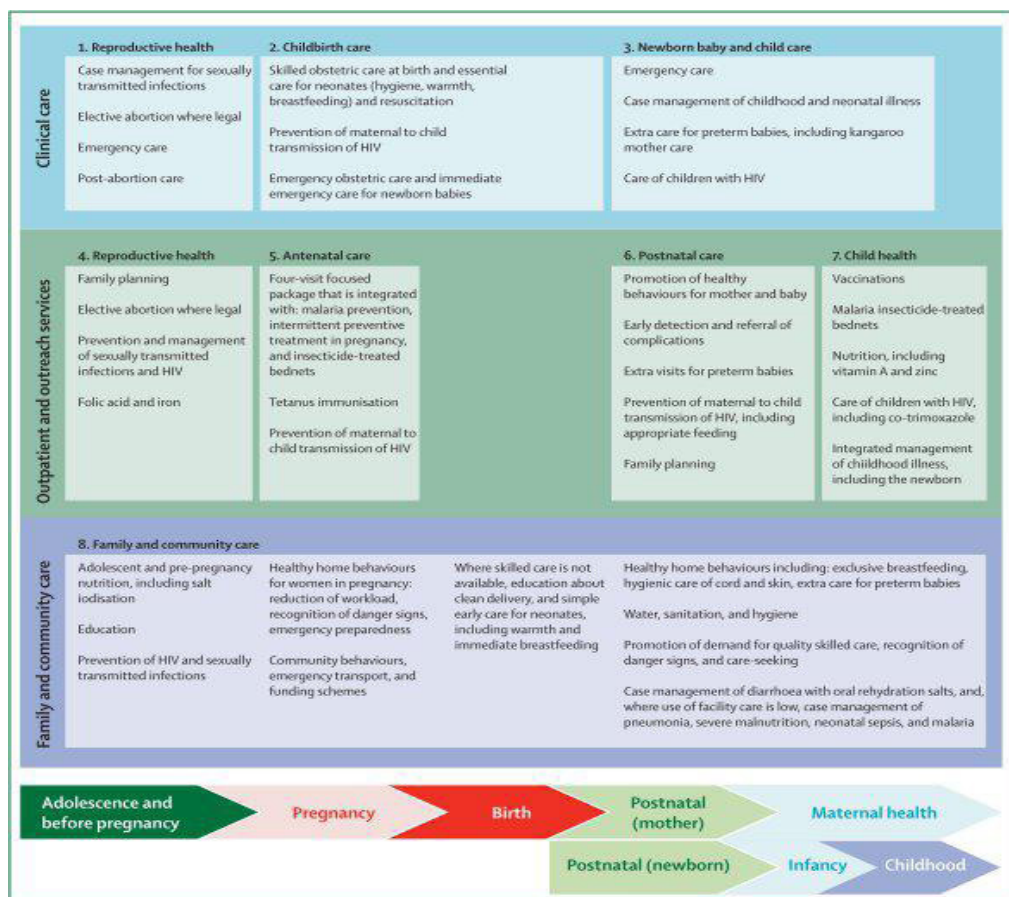 Clinical care
1. Reproductive health
Case management for sexually
transmitted infections
Elective abortion where legal
Emergency care
Post-abortion care
2. Childbirth care
Skilled obstetric care at birth and essential
care for neonates (hygiene, warmth,
breastfeeding) and resuscitation
Prevention of maternal to child
transmission of HIV
Emergency obstetric care and immediate
emergency care for newborn babies
3. Newborn baby and child care
Emergency care
Case management of childhood and neonatal illness
Extra care for preterm babies, including kangaroo
mother care
Care of children with HIV
Outpatient and outreach services
4. Reproductive health
Family planning
Elective abortion where legal
Prevention and management
of sexually transmitted
infections and HIV
Folic acid and iron
5. Antenatal care
Four-visit focused
package that is integrated
with: malaria prevention,
intermittent preventive
treatment in pregnancy,
and insecticide-treated
bednets
Tetanus immunisation
Prevention of maternal to
child transmission of HIV
6. Postnatal care
Promotion of healthy
behaviours for mother and baby
Early detection and referral of
complications
Extra visits for preterm babies
Prevention of maternal to child
transmission of HIV, including
appropriate feeding
Family planning
7. Child health
Vaccinations
Malaria insecticide-treated
bednets
Nutrition, including
vitamin A and zinc
Care of children with HIV,
including co-trimoxazole
Integrated management
of chiildhood illness,
including the newborn
Family and community care
8. Family and community care
Adolescent and pre-pregnancy
nutrition, including salt
iodisation
Education
Prevention of HIV and sexually
transmitted infections
Healthy home behaviours
for women in pregnancy:
reduction of workload,
recognition of danger signs,
emergency preparedness
Community behaviours,
emergency transport, and
funding schemes
Where skilled care is not
available, education about
clean delivery, and simple
early care for neonates,
including warmth and
immediate breastfeeding
Healthy home behaviours including: exclusive breastfeeding,
hygienic care of cord and skin, extra care for preterm babies
Water, sanitation, and hygiene
Promotion of demand for quality skilled care, recognition of
danger signs, and care-seeking
Case management of diarrhoea with oral rehydration salts, and,
where use of facility care is low, case management of
pneumonia, severe malnutrition, neonatal sepsis, and malaria
Adolescence and
before pregnancy
Pregnancy
Birth
Postnatal
(mother)
Maternal health
Postnatal (newborn)
Infancy
Childhood